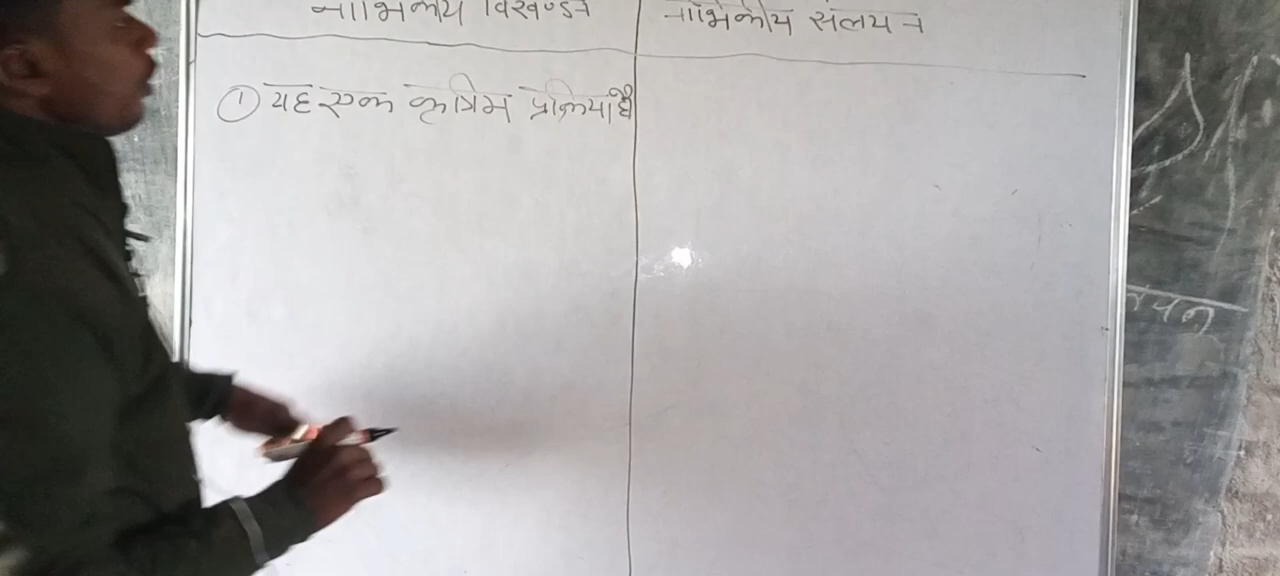 नाभिकीय विखण्डन
नाभिकीय संलयन
① यह एक कृत्रिम प्रक्रिया है